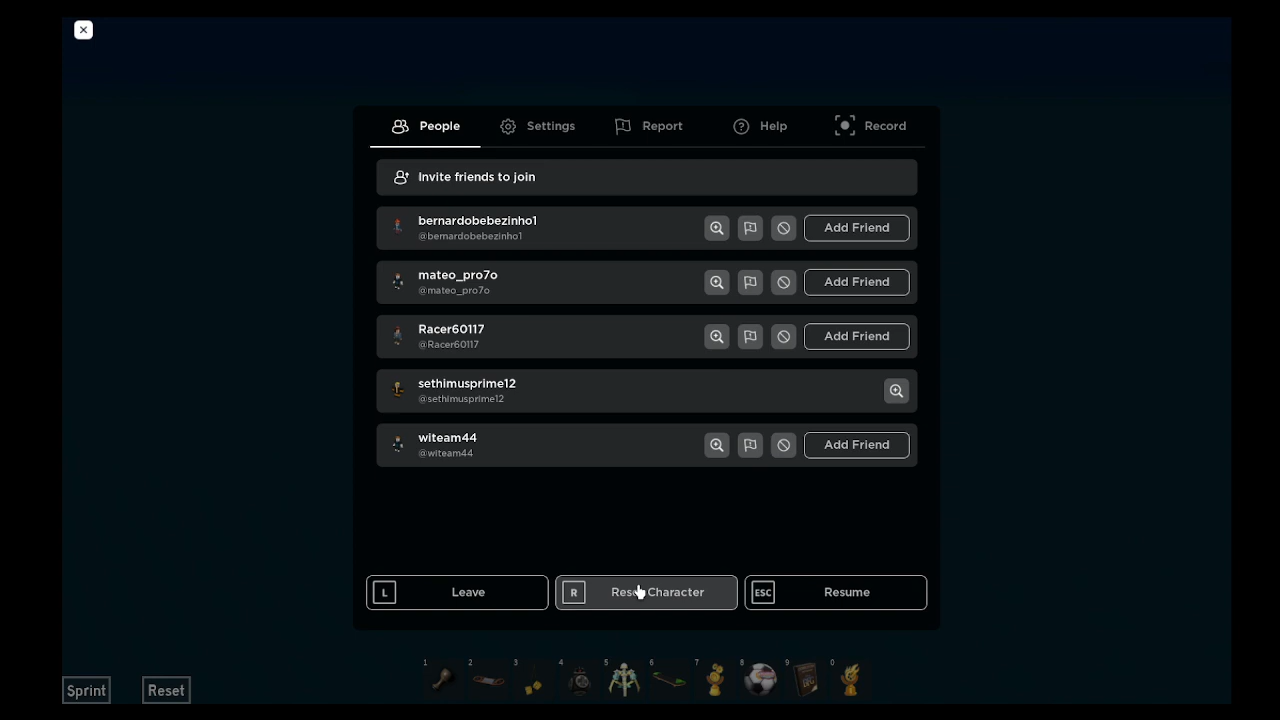 People
Settings
Report
Help
Record
Invite friends to join
bernardobebezinho1
@bernardobebezinho1
Add Friend
mateo_pro7o
@mateo_pro7o
Add Friend
Racer60117
@Racer60117
Add Friend
sethimusprime12
@sethimusprime12
witeam44
@witeam44
Add Friend
L Leave
R Character
ESC Resume
1 2 3 4 5 6 7 8 9 0
Sprint Reset